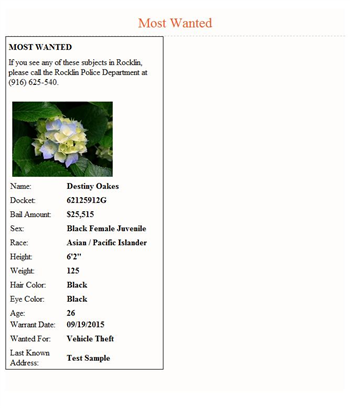 Most Wanted
MOST WANTED
If you see any of these subjects in Rocklin,
please call the Rocklin Police Department at
(916) 625-540.
Name: Destiny Oakes
Docket: 62125912G
Bail Amount: $25,515
Sex: Black Female Juvenile
Race: Asian / Pacific Islander
Height: 6'2"
Weight: 125
Hair Color: Black
Eye Color: Black
Age: 26
Warrant Date: 09/19/2015
Wanted For: Vehicle Theft
Last Known
Address: Test Sample